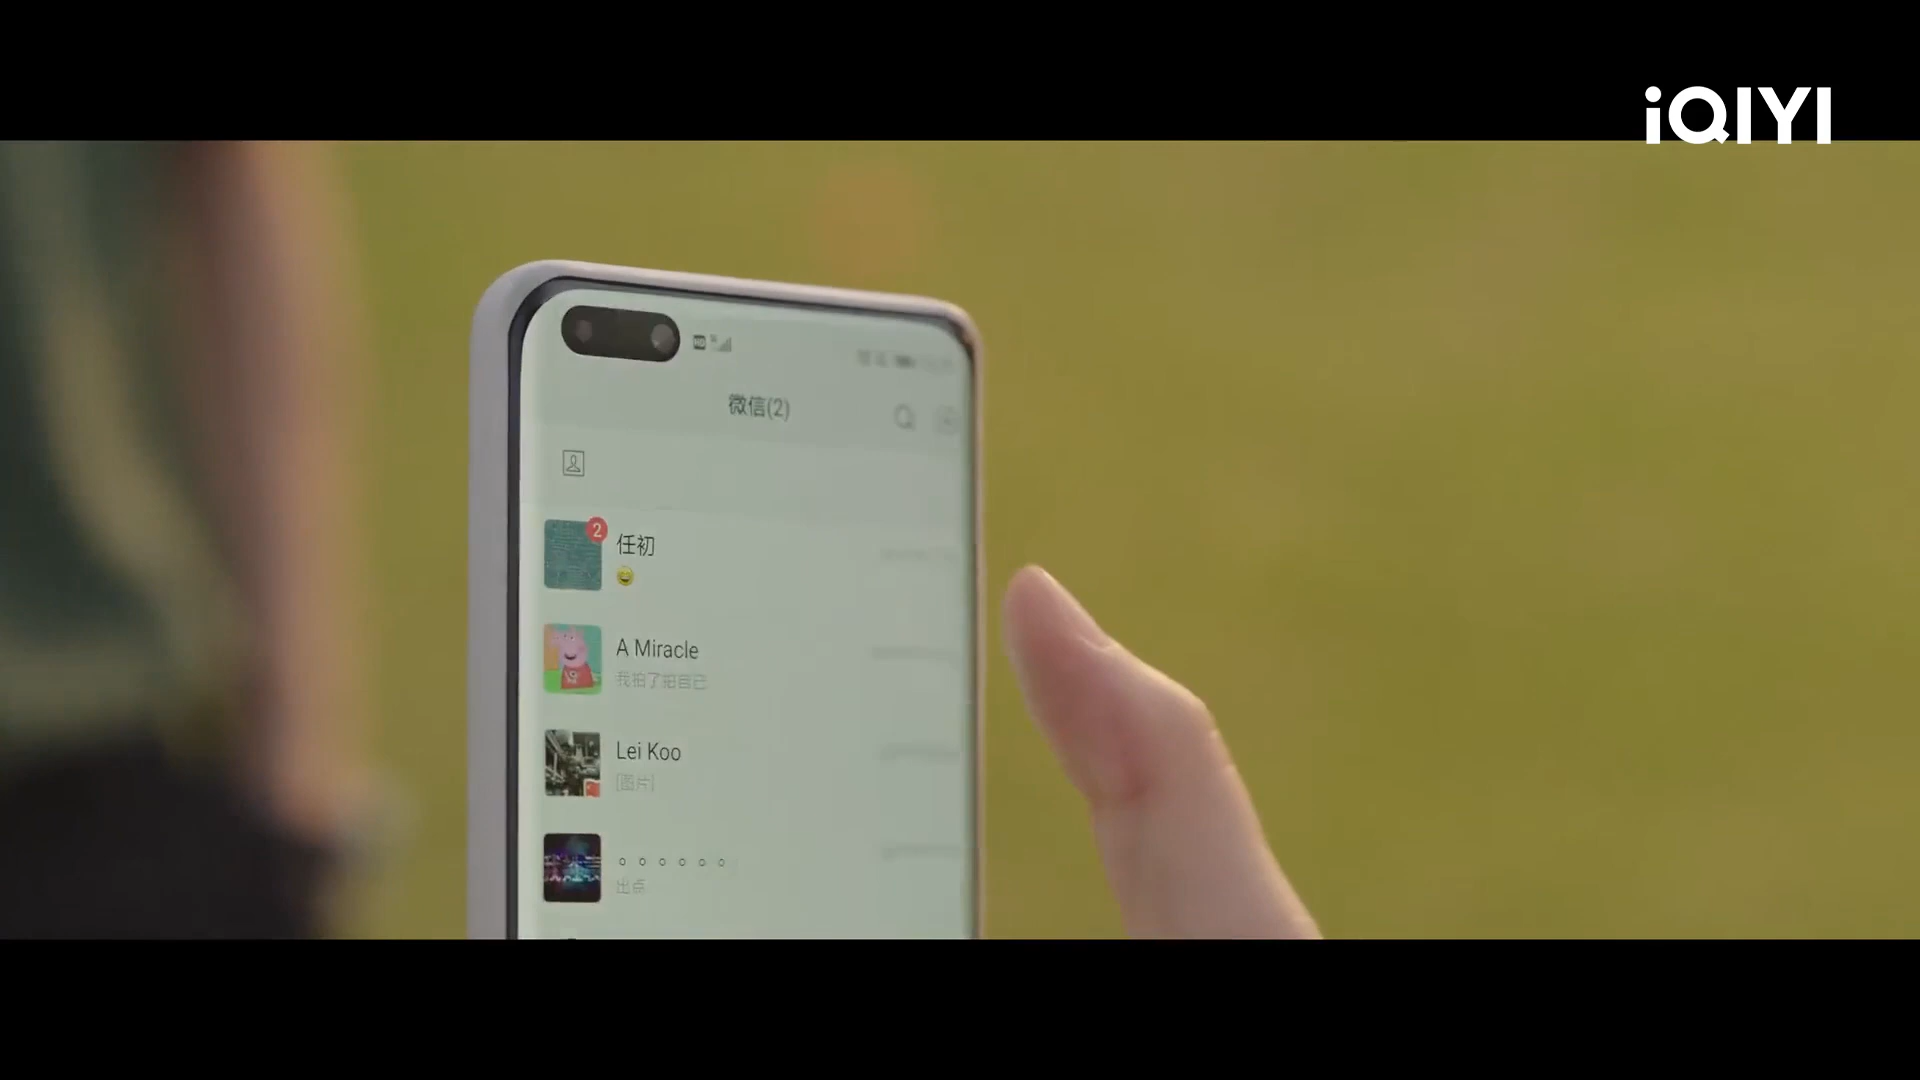 iQIYI
微信(2)
2
任初
A Miracle
我拍了拍自己
Lei Koo
[图片]
。。。。。。
出点